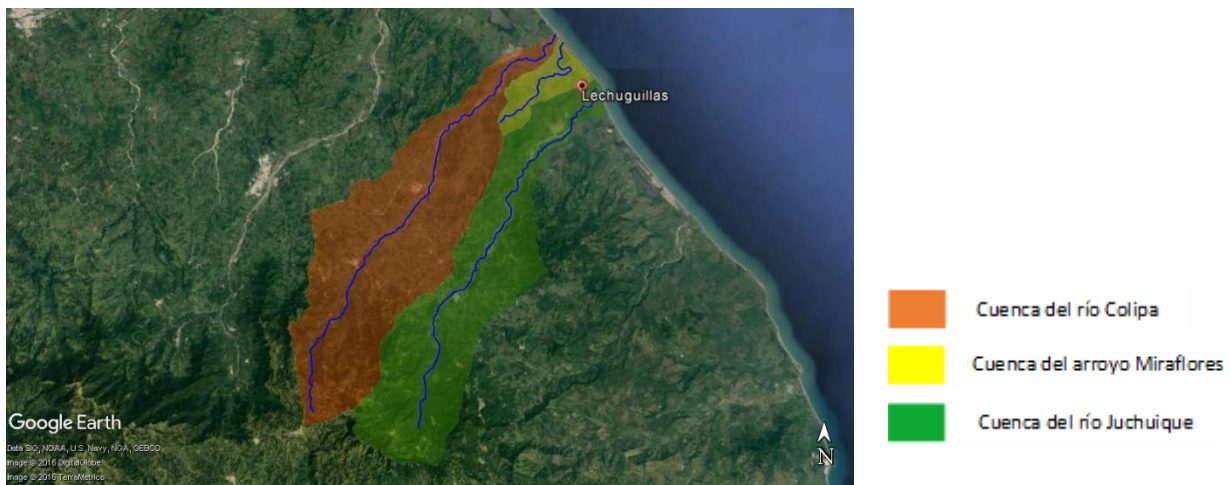 Lechuguillas
Cuenca del río Colipa
Cuenca del arroyo Miraflores
Cuenca del río Juchuique
Google Earth
Data SIO, NOAA, U.S. Navy, NGA, GEBCO
Image © 2016 DigitalGlobe
Image © 2016 TerraMetrics
N